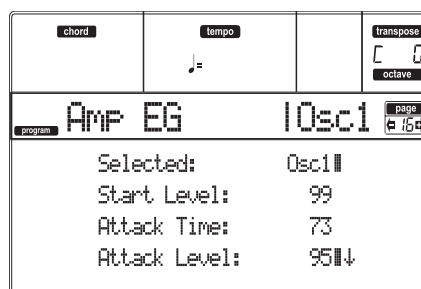 chord tempo transpose
♩=
C
octave
program Amp EG |Osc1 page 16
Selected: Osc1
Start Level: 99
Attack Time: 73
Attack Level: 95↓